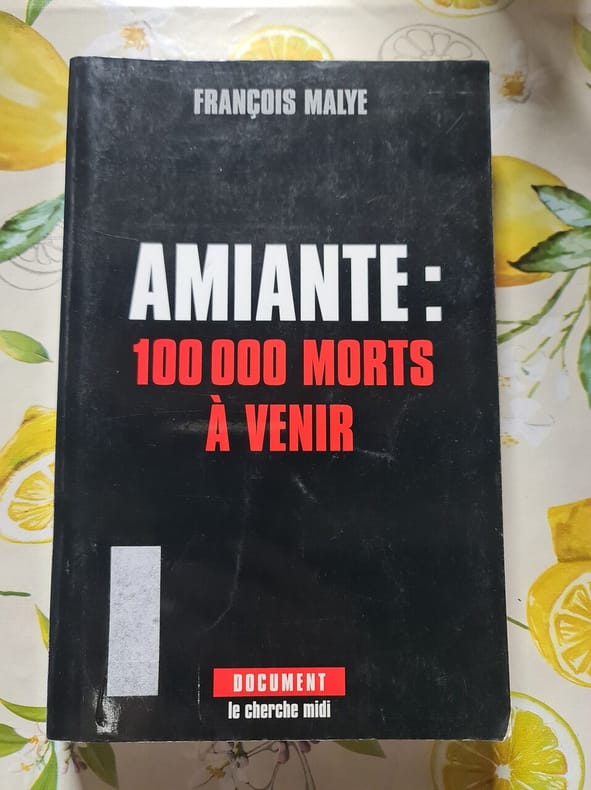 FRANÇOIS MALYE
AMIANTE :
100 000 MORTS
À VENIR
DOCUMENT
le cherche midi